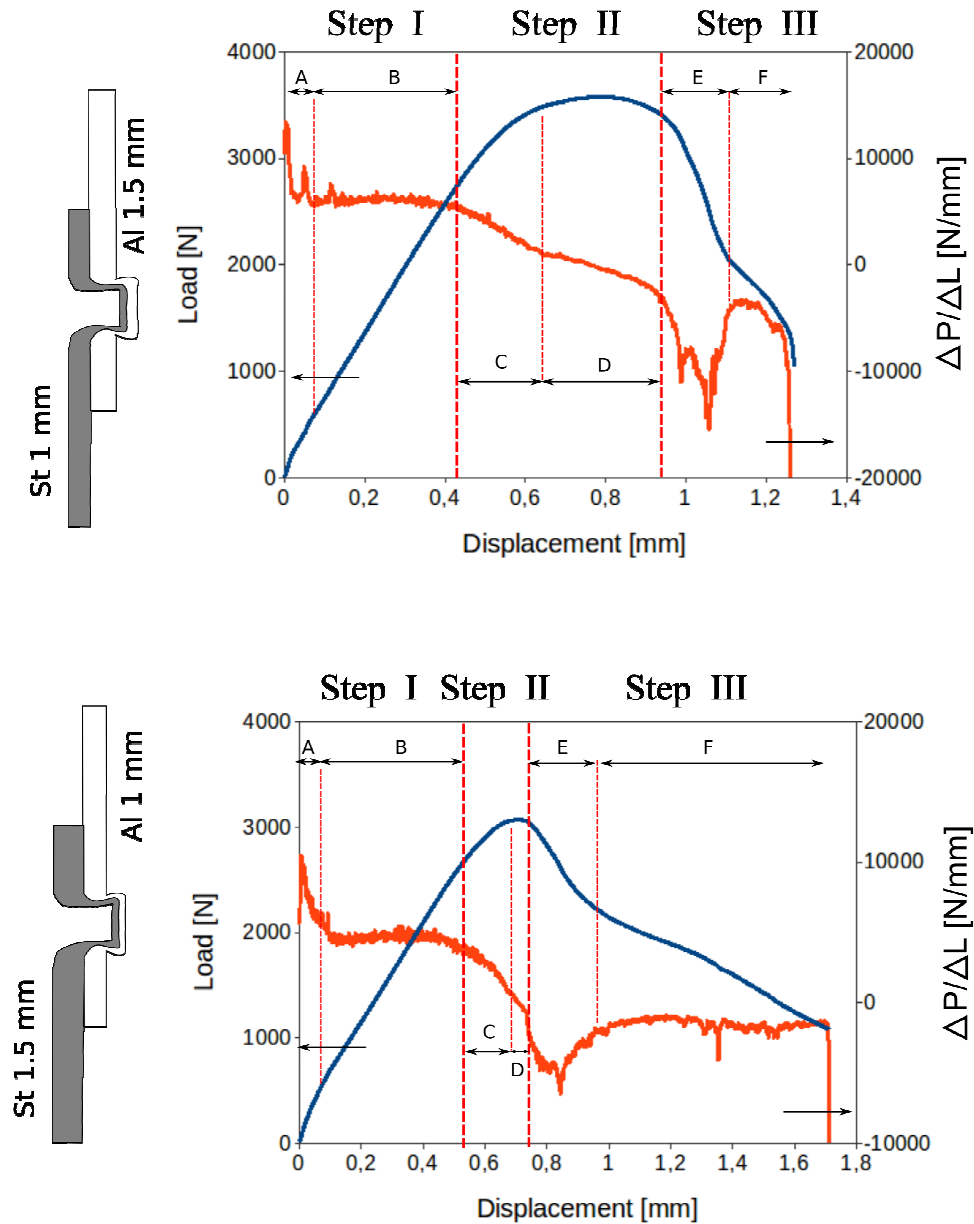 Step I Step II Step III
4000 20000
A B E F
Al 1.5 mm
3000 10000
Load [N]
2000 0
ΔP/ΔL [N/mm]
C D
1000 -10000
St 1 mm
0 -20000
0 0,2 0,4 0,6 0,8 1 1,2 1,4
Displacement [mm]
Step I Step II Step III
4000 20000
A B E F
Al 1 mm
3000 10000
Load [N]
2000 0
ΔP/ΔL [N/mm]
C
1000
D
St 1.5 mm
0 -10000
0 0,2 0,4 0,6 0,8 1 1,2 1,4 1,6 1,8
Displacement [mm]